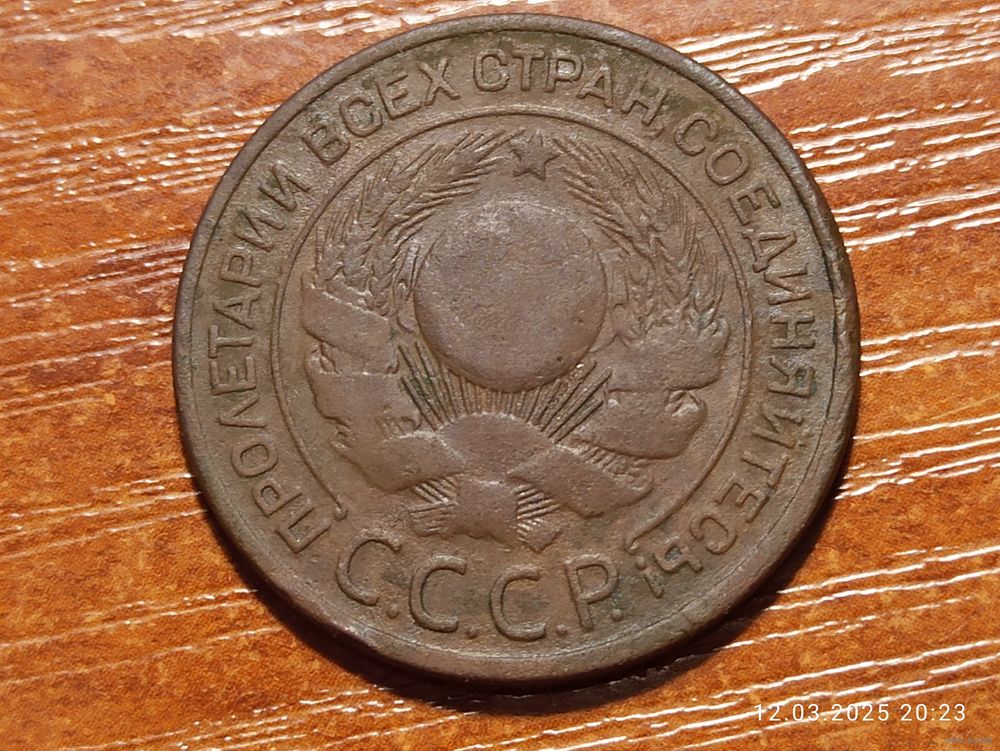 ПРОЛЕТАРИИ ВСЕХ СТРАН, СОЕДИНЯЙТЕСЬ!
С.С.С.Р.
12.03.2025 20:23